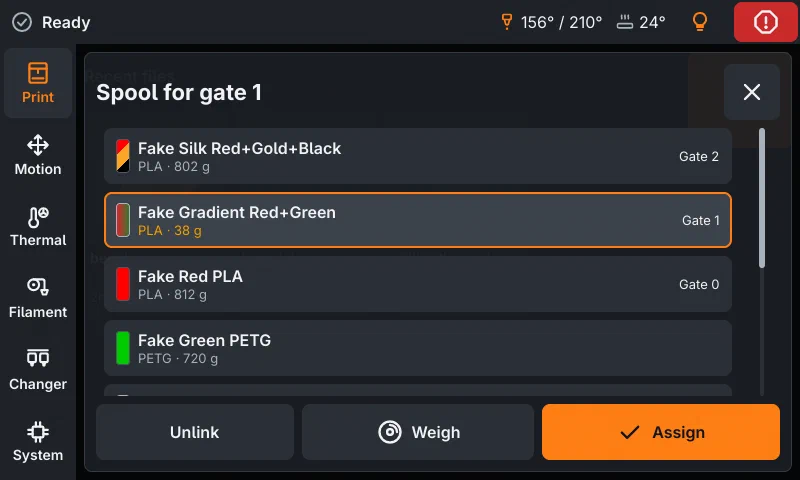 Ready
156° / 210°
24°
Print
Motion
Thermal
Filament
Changer
System
Recent files
Spool for gate 1
Fake Silk Red+Gold+Black
PLA · 802 g
Gate 2
Fake Gradient Red+Green
PLA · 38 g
Gate 1
Fake Red PLA
PLA · 812 g
Gate 0
Fake Green PETG
PETG · 720 g
Unlink
Weigh
Assign